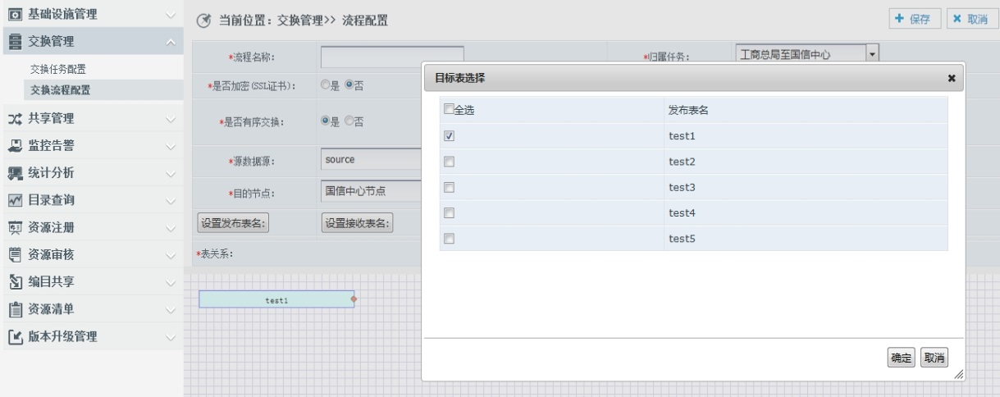 基础设施管理
交换管理
交换任务配置
交换流程配置
共享管理
监控告警
统计分析
目录查询
资源注册
资源审核
编目共享
资源清单
版本升级管理
当前位置：交换管理>> 流程配置
保存
取消
*流程名称：
*归属任务：
工商总局至国信中心
*是否加密(SSL证书)：
是 否
*是否有序交换：
是 否
*源数据源：
source
*目的节点：
国信中心节点
设置发布表名:
设置接收表名:
*表关系：
test1
目标表选择
全选
发布表名
test1
test2
test3
test4
test5
确定
取消